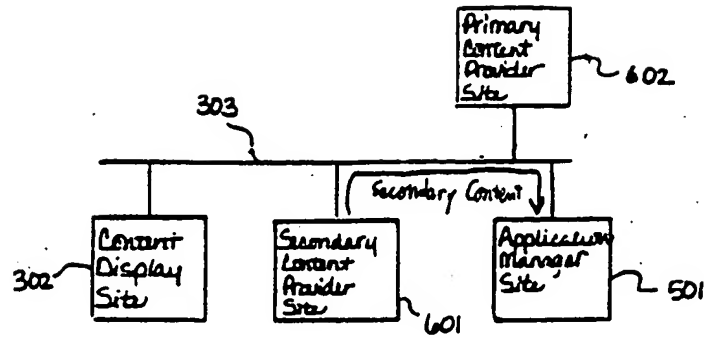 Primary
Content
Provider
Site
602
303
Secondary Content
Content
Display
Site
302
Secondary
Content
Provider
Site
601
Application
Manager
Site
501